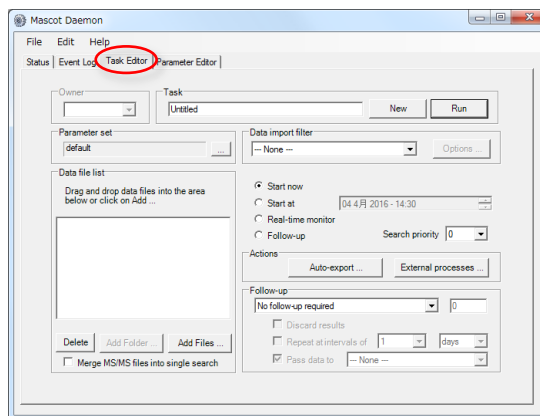 Mascot Daemon
File Edit Help
Status Event Log Task Editor Parameter Editor
Owner
Task
Untitled
New
Run
Parameter set
default
...
Data import filter
--- None ---
Options ...
Data file list
Drag and drop data files into the area
below or click on Add ...
Start now
Start at
04 4月 2016 - 14:30
Real-time monitor
Follow-up
Search priority
0
Actions
Auto-export ...
External processes ...
Follow-up
No follow-up required
0
Discard results
Repeat at intervals of
1
days
Pass data to
--- None ---
Delete
Add Folder ...
Add Files ...
Merge MS/MS files into single search